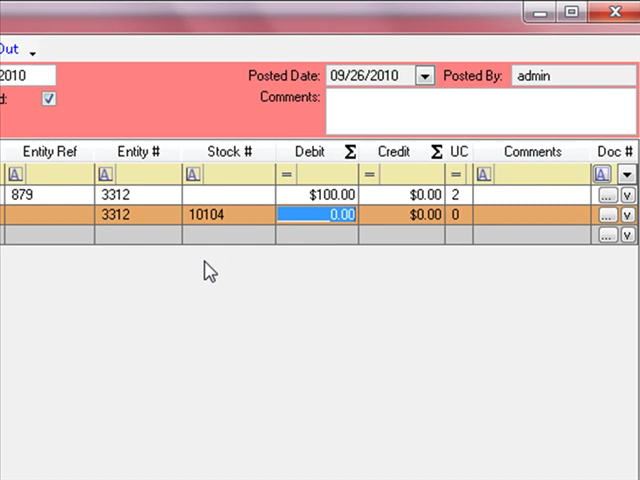 Out
2010 Posted Date: 09/26/2010 Posted By: admin
d: Comments:
Entity Ref Entity # Stock # Debit Σ Credit Σ UC Comments Doc #
A A A = = = A A
879 3312 $100.00 $0.00 2 ... v
3312 10104 0.00 $0.00 0 ... v
... v